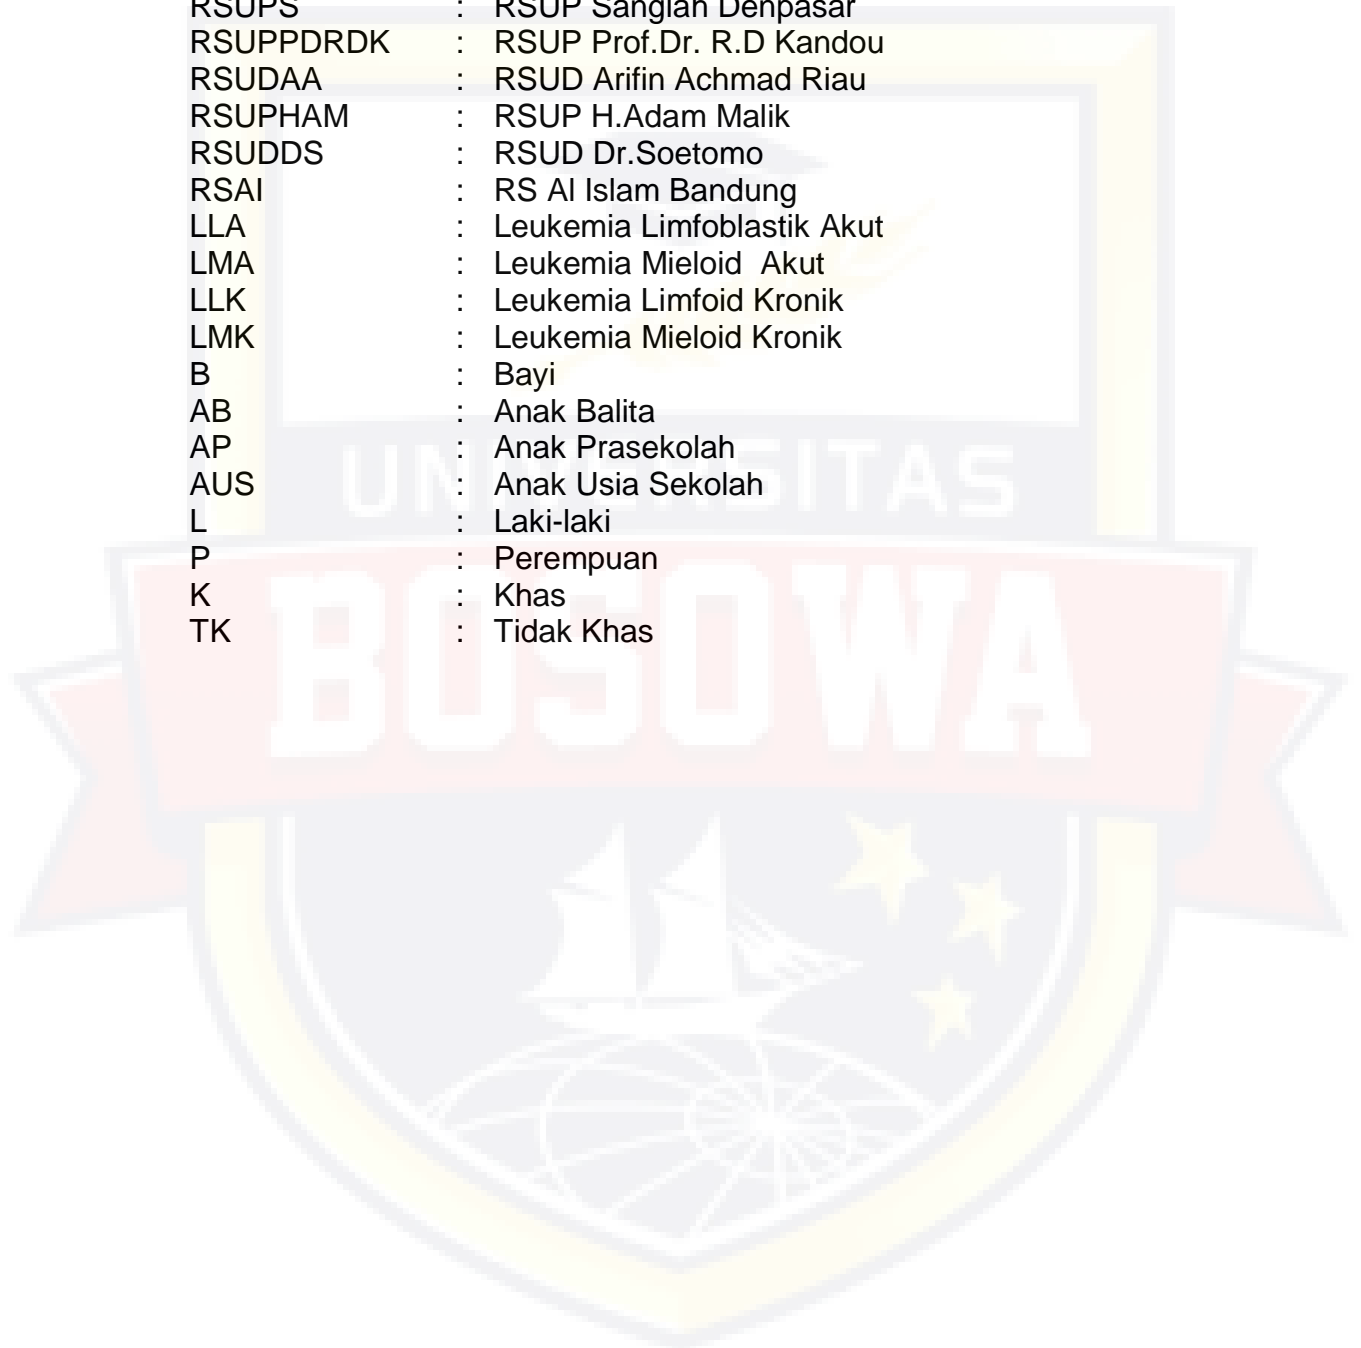 RSUPS : RSUP Sanglah Denpasar
RSUPPDRDK : RSUP Prof.Dr. R.D Kandou
RSUDAA : RSUD Arifin Achmad Riau
RSUPHAM : RSUP H.Adam Malik
RSUDDS : RSUD Dr.Soetomo
RSAI : RS Al Islam Bandung
LLA : Leukemia Limfoblastik Akut
LMA : Leukemia Mieloid Akut
LLK : Leukemia Limfoid Kronik
LMK : Leukemia Mieloid Kronik
B : Bayi
AB : Anak Balita
AP : Anak Prasekolah
AUS : Anak Usia Sekolah
L : Laki-laki
P : Perempuan
K : Khas
TK : Tidak Khas
UNIVERSITAS
BOSOWA